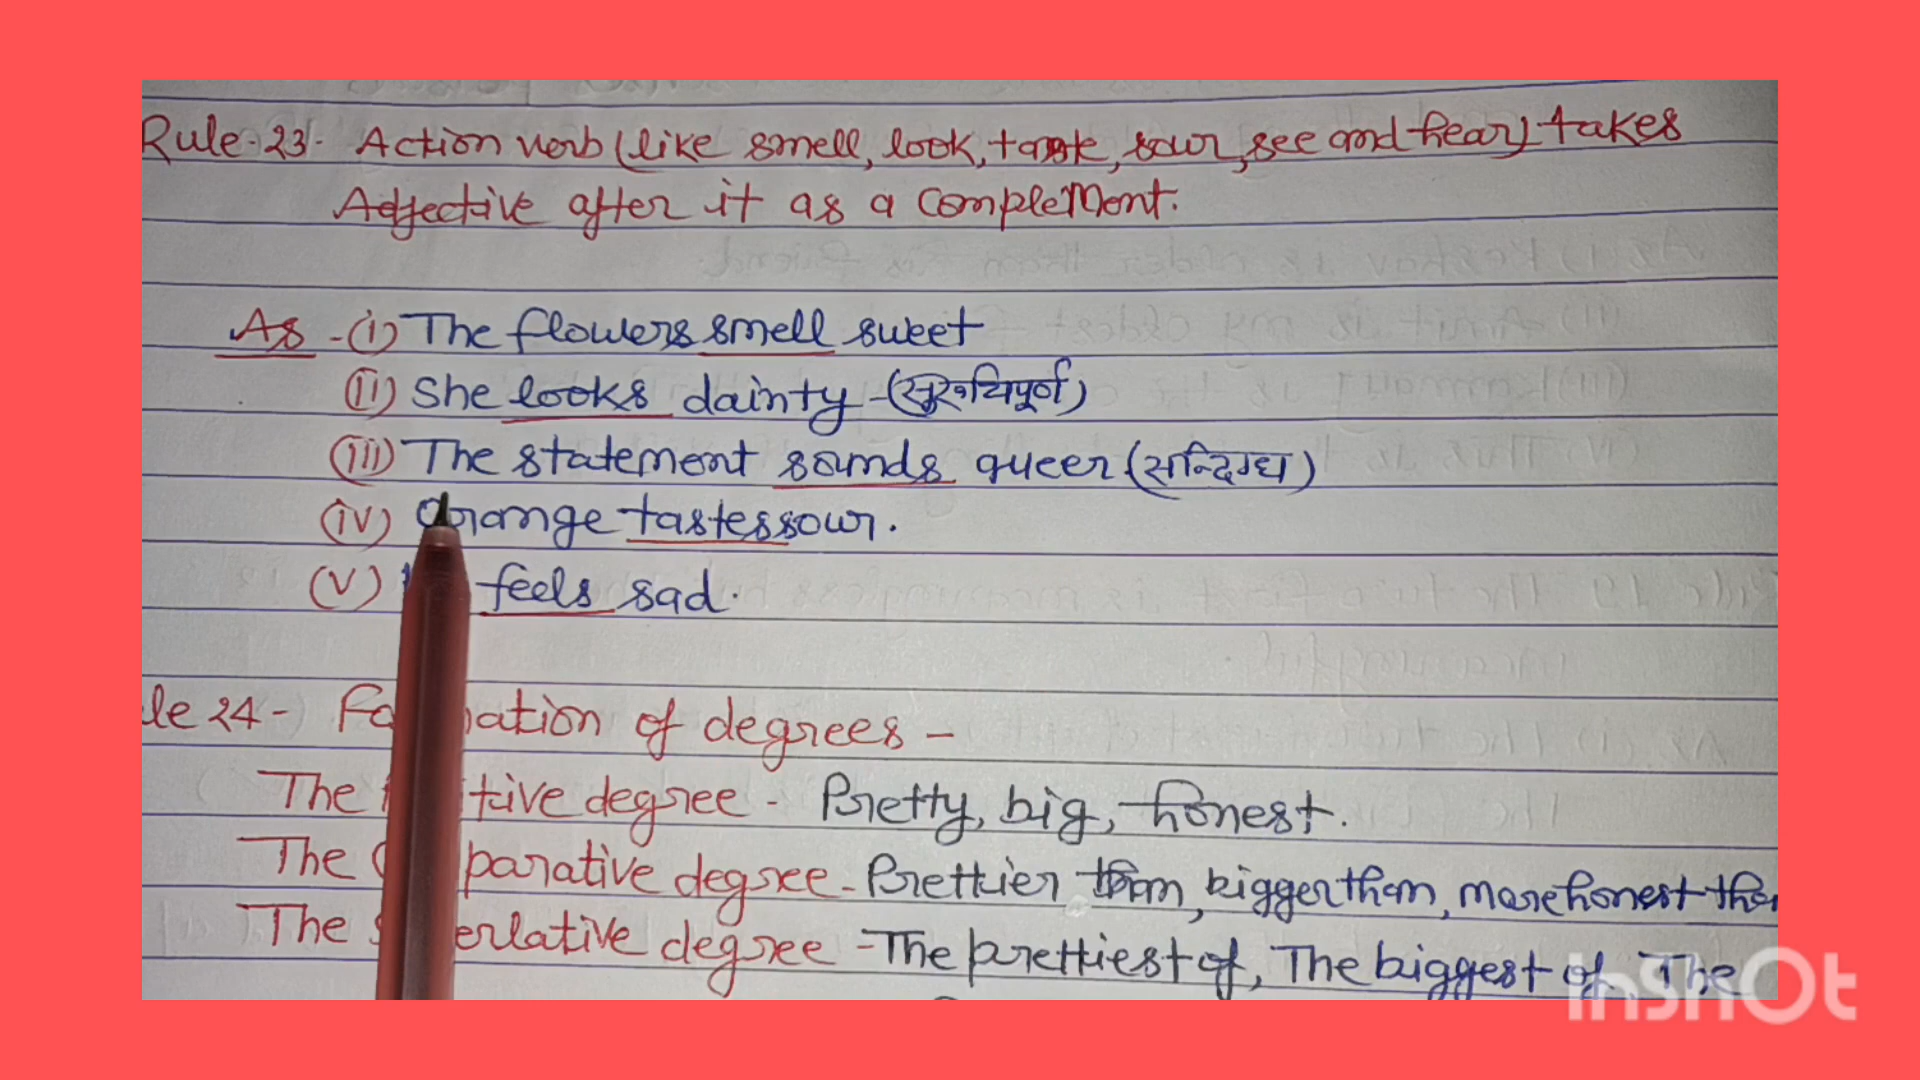 Rule-23- Action verb (like smell, look, taste, sour, see and hear) takes
Adjective after it as a complement.
As - (i) The flowers smell sweet
(ii) She looks dainty - (सुरूचिपूर्ण)
(iii) The statement sounds queer (सन्दिग्ध)
(iv) Orange tastes sour.
(v) feels sad.
le 24 - Fo ation of degrees -
The tive degree - Pretty, big, honest.
The C parative degree - Prettier than, bigger than, more honest than
The s erlative degree - The prettiest of, The biggest of, The
InShOt